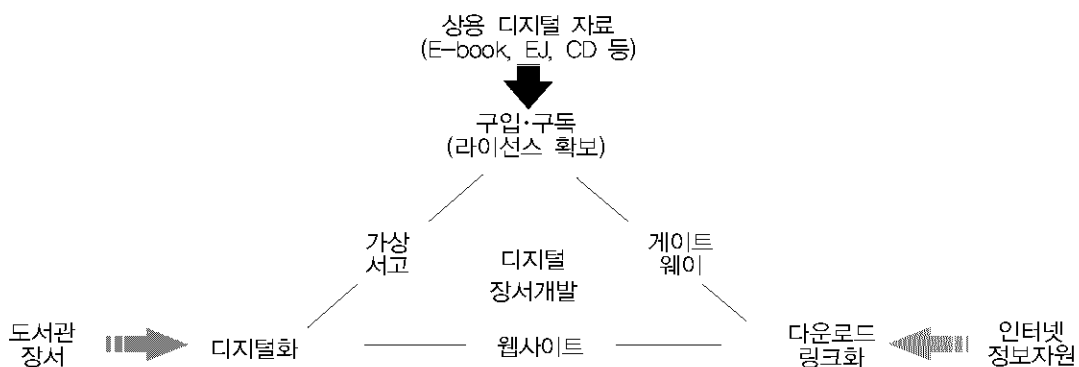 상용 디지털 자료
(E-book, EJ, CD 등)
구입·구독
(라이선스 확보)
가상
서고
디지털
장서개발
게이트
웨이
도서관
장서
디지털화
웹사이트
다운로드
링크화
인터넷
정보자원